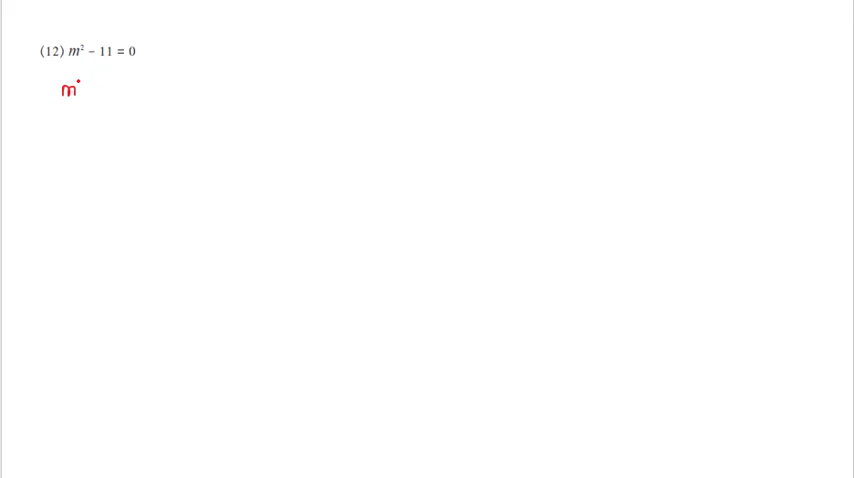 (12) m² − 11 = 0
m